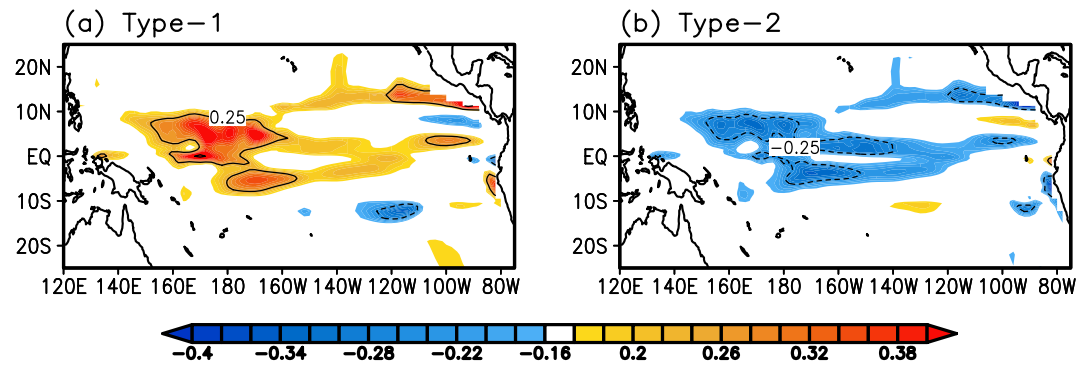 (a) Type-1
(b) Type-2
20N
10N
EQ
10S
20S
0.25
120E 140E 160E 180 160W 140W 120W 100W 80W
20N
10N
EQ
10S
20S
-0.25
120E 140E 160E 180 160W 140W 120W 100W 80W
-0.4 -0.34 -0.28 -0.22 -0.16 0.2 0.26 0.32 0.38